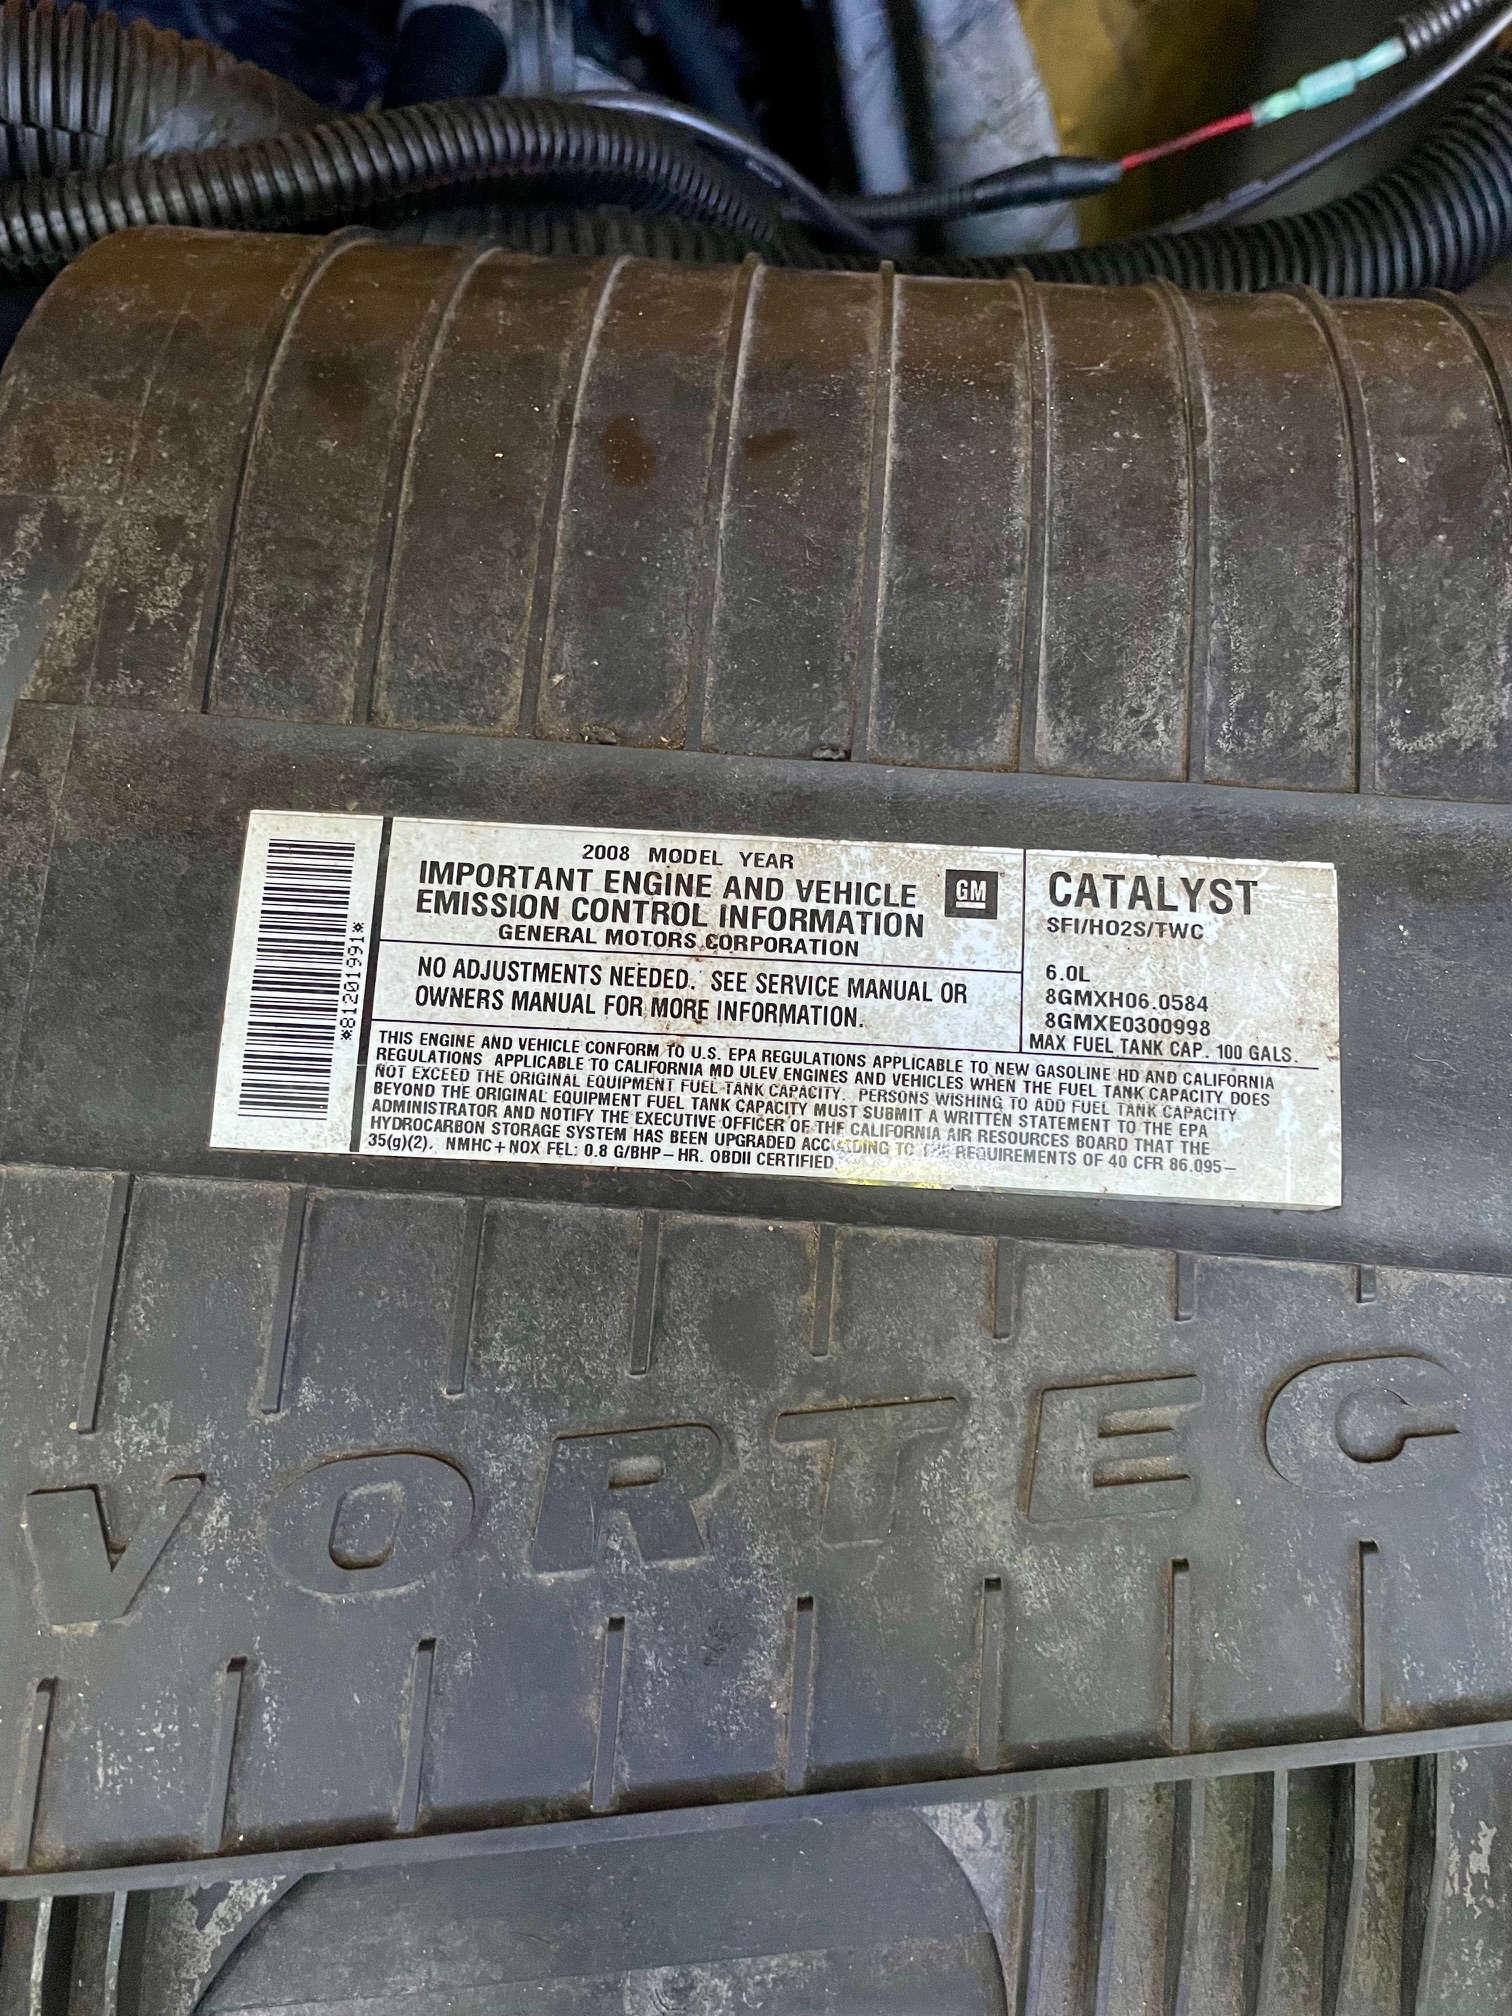 2008 MODEL YEAR
IMPORTANT ENGINE AND VEHICLE
EMISSION CONTROL INFORMATION
GENERAL MOTORS CORPORATION
GM
NO ADJUSTMENTS NEEDED. SEE SERVICE MANUAL OR
OWNERS MANUAL FOR MORE INFORMATION.
CATALYST
SFI/HO2S/TWC
6.0L
8GMXH06.0584
8GMXE0300998
MAX FUEL TANK CAP. 100 GALS.
THIS ENGINE AND VEHICLE CONFORM TO U.S. EPA REGULATIONS APPLICABLE TO NEW GASOLINE HD AND CALIFORNIA
REGULATIONS APPLICABLE TO CALIFORNIA MD ULEV ENGINES AND VEHICLES WHEN THE FUEL TANK CAPACITY DOES
NOT EXCEED THE ORIGINAL EQUIPMENT FUEL TANK CAPACITY. PERSONS WISHING TO ADD FUEL TANK CAPACITY
BEYOND THE ORIGINAL EQUIPMENT FUEL TANK CAPACITY MUST SUBMIT A WRITTEN STATEMENT TO THE EPA
ADMINISTRATOR AND NOTIFY THE EXECUTIVE OFFICER OF THE CALIFORNIA AIR RESOURCES BOARD THAT THE
HYDROCARBON STORAGE SYSTEM HAS BEEN UPGRADED ACCORDING TO THE REQUIREMENTS OF 40 CFR 86.095–
35(g)(2). NMHC+NOX FEL: 0.8 G/BHP–HR. OBDII CERTIFIED.
*81201991*
VORTEC